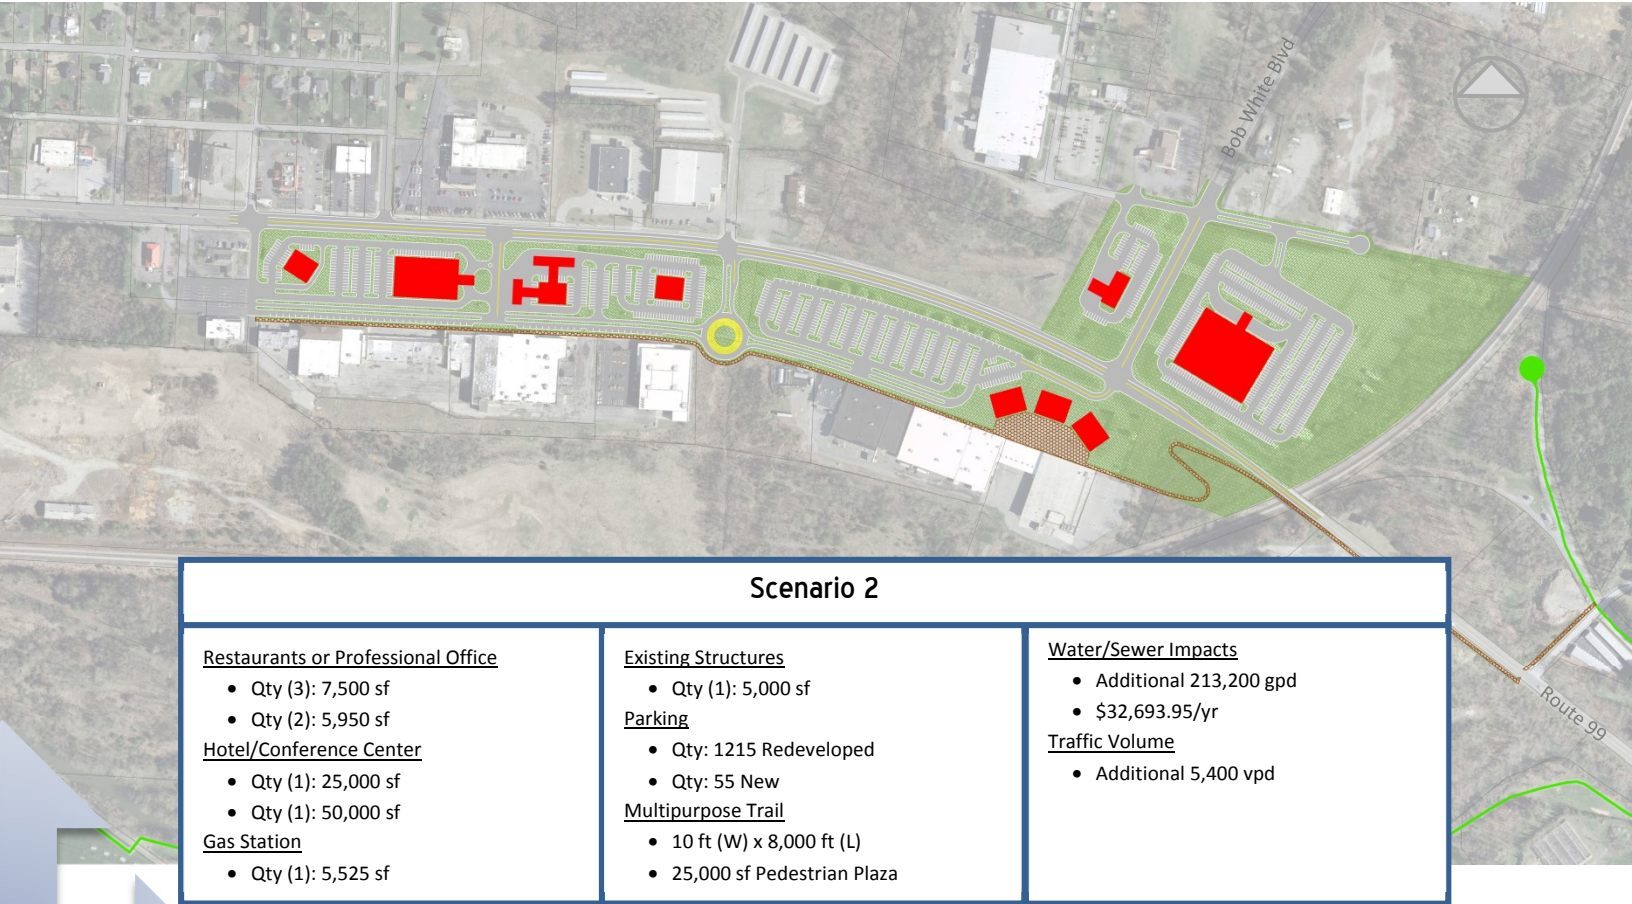 Bob White Blvd
Route 99
Scenario 2
Restaurants or Professional Office
• Qty (3): 7,500 sf
• Qty (2): 5,950 sf
Hotel/Conference Center
• Qty (1): 25,000 sf
• Qty (1): 50,000 sf
Gas Station
• Qty (1): 5,525 sf
Existing Structures
• Qty (1): 5,000 sf
Parking
• Qty: 1215 Redeveloped
• Qty: 55 New
Multipurpose Trail
• 10 ft (W) x 8,000 ft (L)
• 25,000 sf Pedestrian Plaza
Water/Sewer Impacts
• Additional 213,200 gpd
• $32,693.95/yr
Traffic Volume
• Additional 5,400 vpd